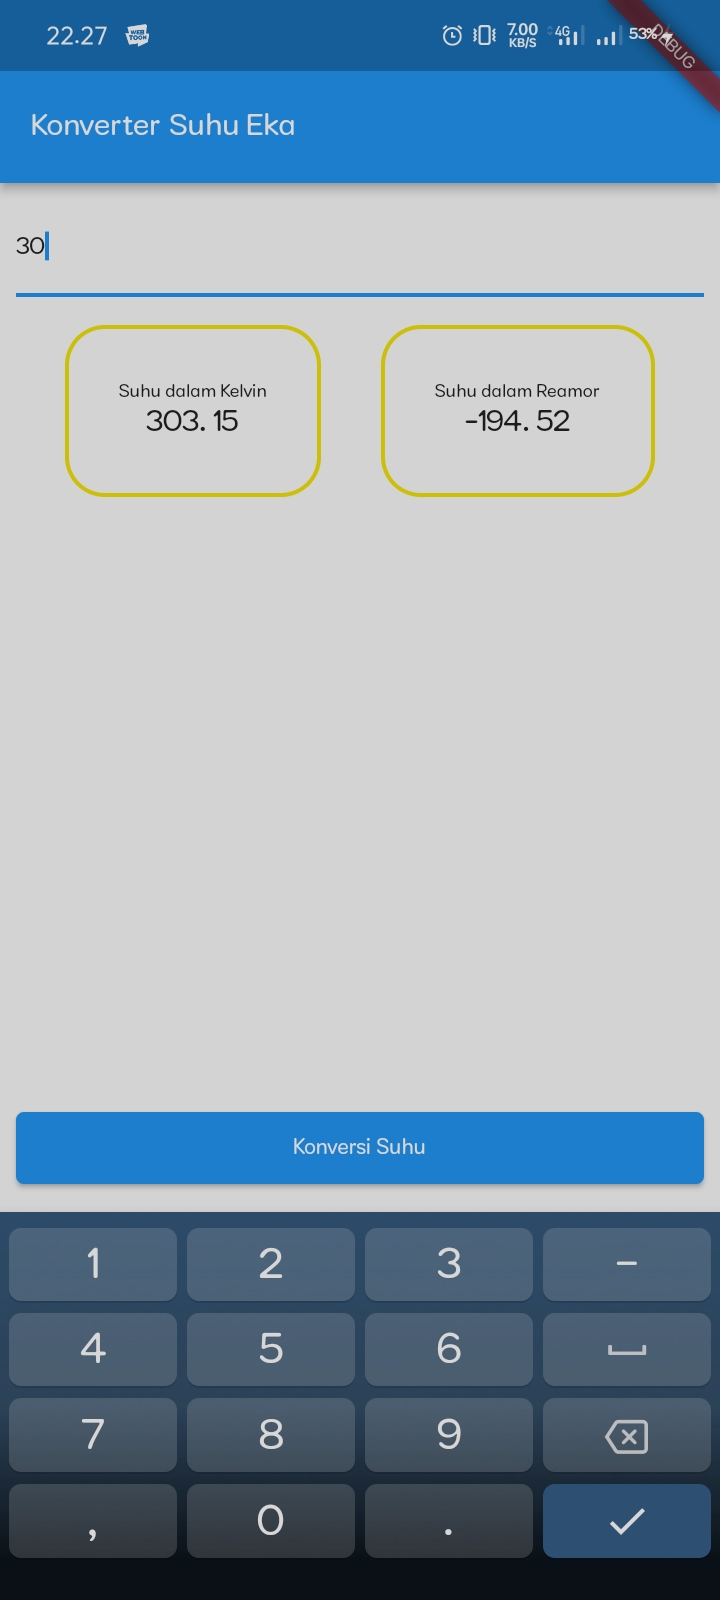 22.27 WEB TOON 7.00 KB/S 4G 53%
DEBUG
Konverter Suhu Eka
30
Suhu dalam Kelvin
303. 15
Suhu dalam Reamor
-194. 52
Konversi Suhu
1 2 3 -
4 5 6
7 8 9
, 0 .